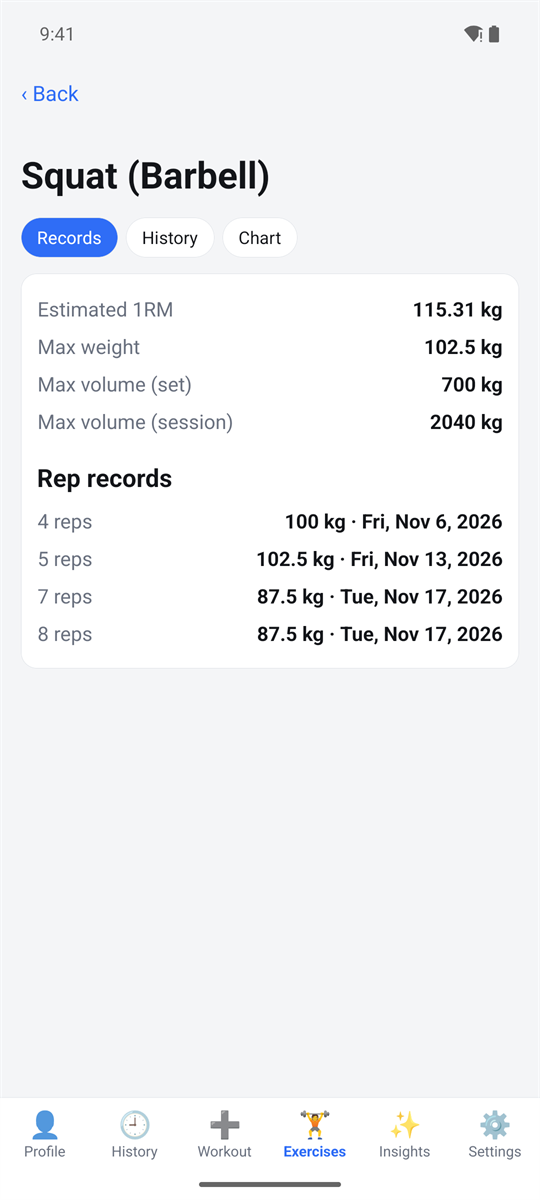 9:41
‹ Back
Squat (Barbell)
Records History Chart
Estimated 1RM 115.31 kg
Max weight 102.5 kg
Max volume (set) 700 kg
Max volume (session) 2040 kg
Rep records
4 reps 100 kg · Fri, Nov 6, 2026
5 reps 102.5 kg · Fri, Nov 13, 2026
7 reps 87.5 kg · Tue, Nov 17, 2026
8 reps 87.5 kg · Tue, Nov 17, 2026
Profile History Workout Exercises Insights Settings